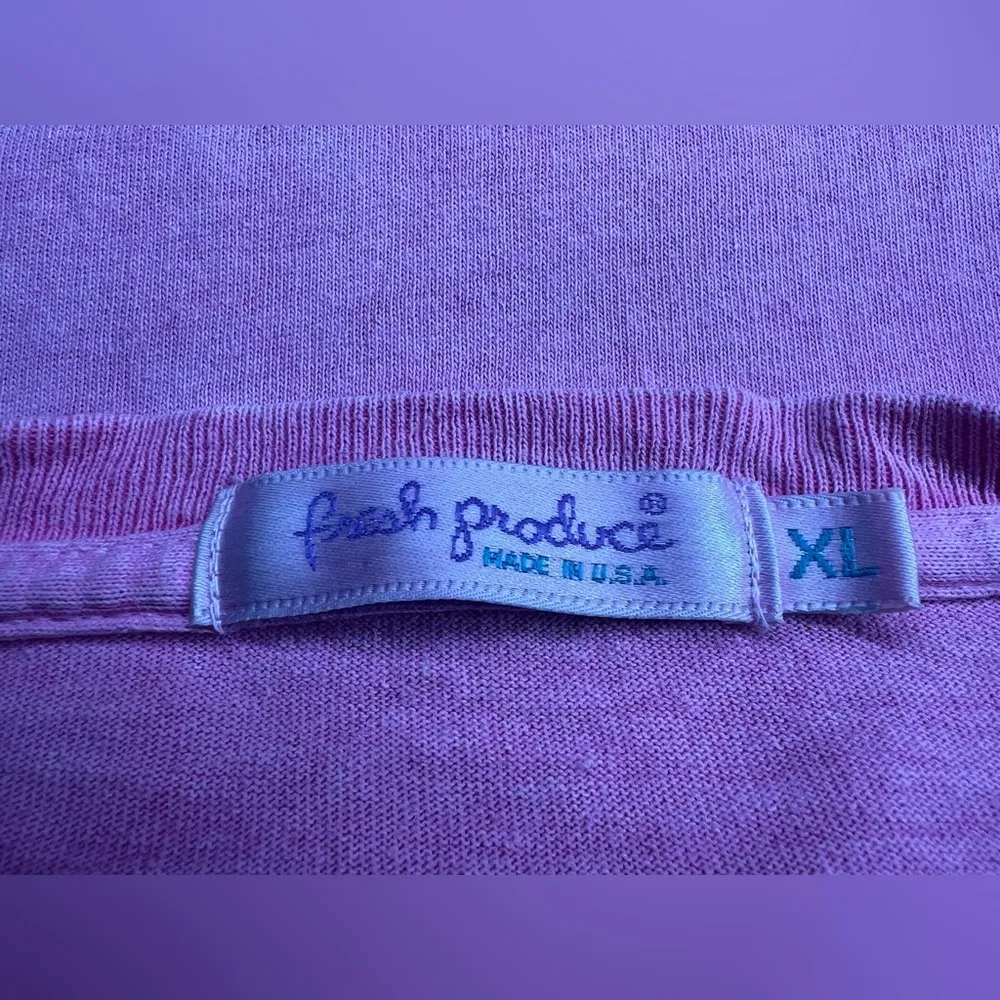 fresh produce®
MADE IN U.S.A.
XL